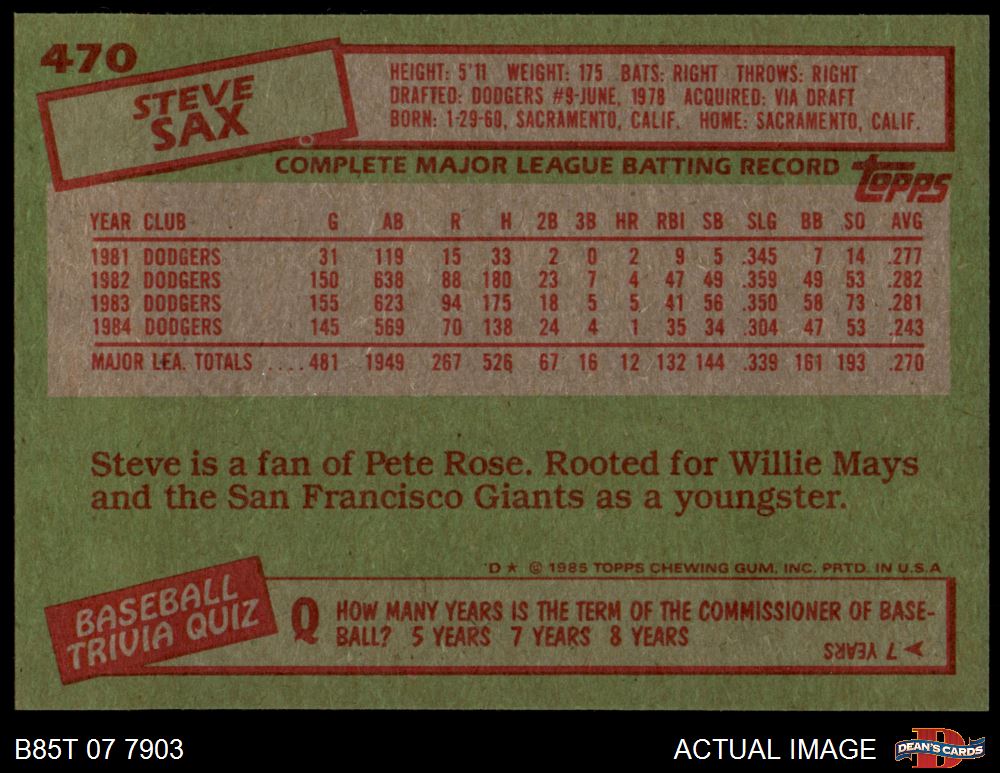 470
STEVE
SAX
HEIGHT: 5'11 WEIGHT: 175 BATS: RIGHT THROWS: RIGHT
DRAFTED: DODGERS #9-JUNE, 1978 ACQUIRED: VIA DRAFT
BORN: 1-29-60, SACRAMENTO, CALIF. HOME: SACRAMENTO, CALIF.
COMPLETE MAJOR LEAGUE BATTING RECORD
topps
YEAR CLUB G AB R H 2B 3B HR RBI SB SLG BB SO AVG
1981 DODGERS 31 119 15 33 2 0 2 9 5 .345 7 14 .277
1982 DODGERS 150 638 88 180 23 7 4 47 49 .359 49 53 .282
1983 DODGERS 155 623 94 175 18 5 5 41 56 .350 58 73 .281
1984 DODGERS 145 569 70 138 24 4 1 35 34 .304 47 53 .243
MAJOR LEA. TOTALS ....481 1949 267 526 67 16 12 132 144 .339 161 193 .270
Steve is a fan of Pete Rose. Rooted for Willie Mays
and the San Francisco Giants as a youngster.
D ★ © 1985 TOPPS CHEWING GUM, INC. PRTD. IN U.S.A
BASEBALL
TRIVIA QUIZ
Q HOW MANY YEARS IS THE TERM OF THE COMMISSIONER OF BASE-
BALL? 5 YEARS 7 YEARS 8 YEARS
7 YEARS
B85T 07 7903
ACTUAL IMAGE
DEAN'S CARDS